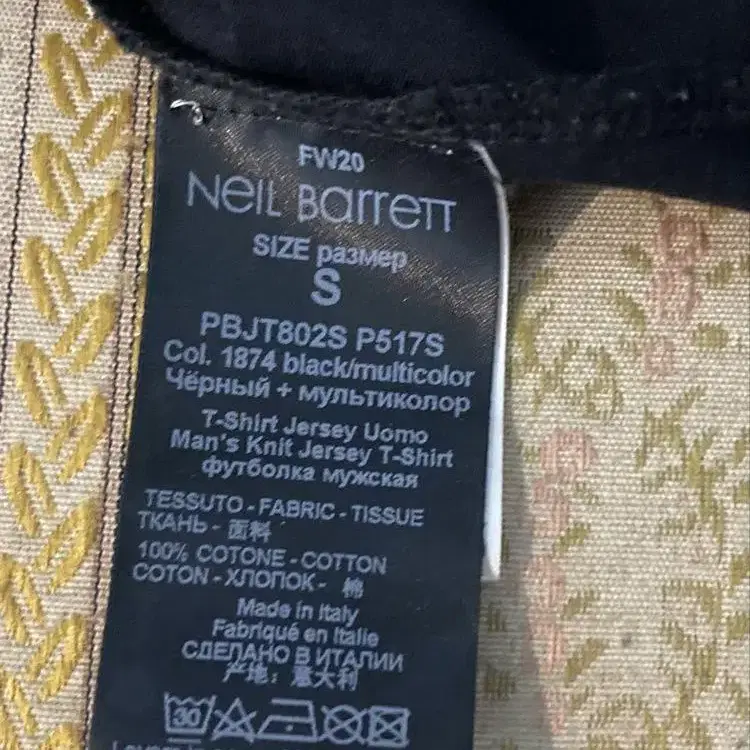 FW20
Neil Barrett
SIZE размер
S
PBJT802S P517S
Col. 1874 black/multicolor
Чёрный + мультиколор
T-Shirt Jersey Uomo
Man's Knit Jersey T-Shirt
футболка мужская
TESSUTO - FABRIC - TISSUE
ТКАНЬ - 面料
100% COTONE - COTTON
COTON - ХЛОПОК - 棉
Made in Italy
Fabriqué en Italie
СДЕЛАНО В ИТАЛИИ
产地: 意大利
30